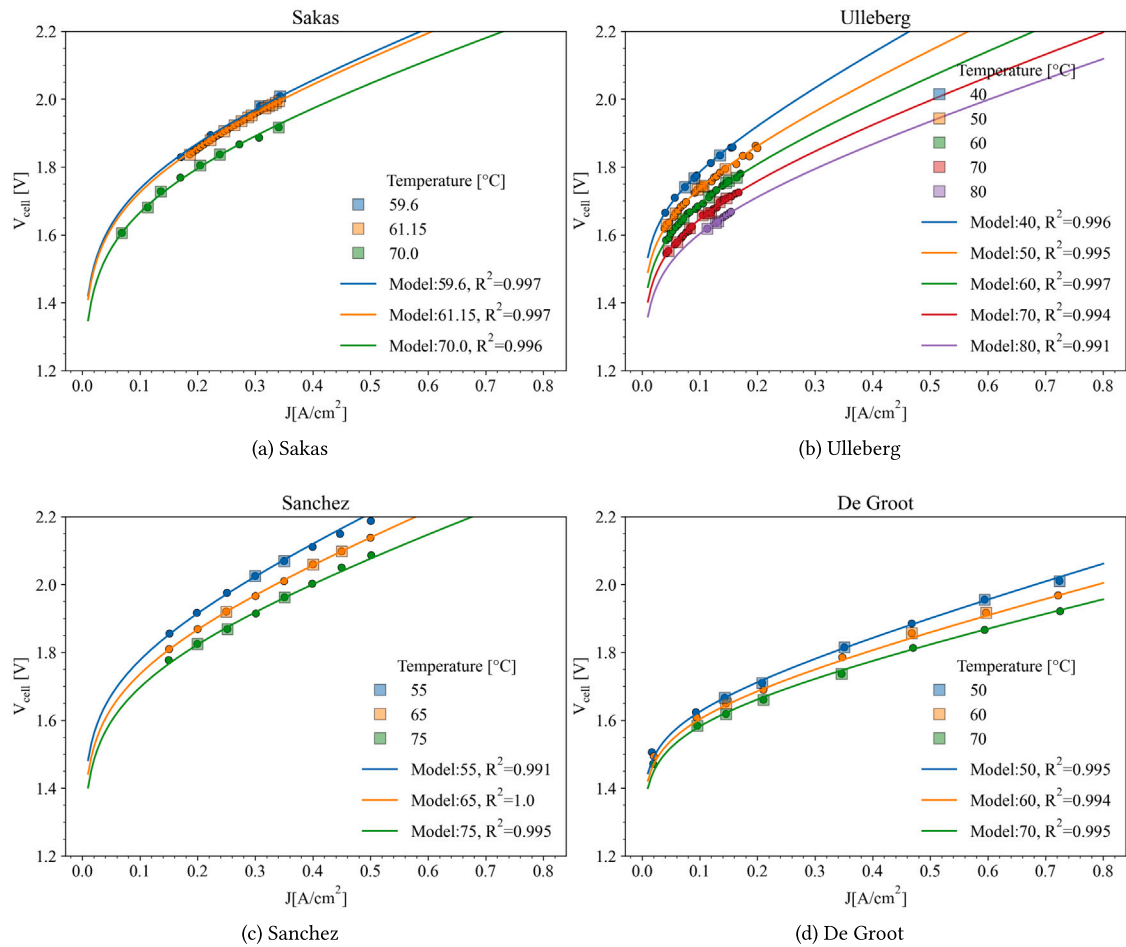 Sakas
2.2
2.0
1.8
1.6
1.4
1.2
V_cell [V]
Temperature [°C]
59.6
61.15
70.0
Model:59.6, R²=0.997
Model:61.15, R²=0.997
Model:70.0, R²=0.996
0.0 0.1 0.2 0.3 0.4 0.5 0.6 0.7 0.8
J[A/cm²]
(a) Sakas
Ulleberg
2.2
2.0
1.8
1.6
1.4
1.2
V_cell [V]
Temperature [°C]
40
50
60
70
80
Model:40, R²=0.996
Model:50, R²=0.995
Model:60, R²=0.997
Model:70, R²=0.994
Model:80, R²=0.991
0.0 0.1 0.2 0.3 0.4 0.5 0.6 0.7 0.8
J[A/cm²]
(b) Ulleberg
Sanchez
2.2
2.0
1.8
1.6
1.4
1.2
V_cell [V]
Temperature [°C]
55
65
75
Model:55, R²=0.991
Model:65, R²=1.0
Model:75, R²=0.995
0.0 0.1 0.2 0.3 0.4 0.5 0.6 0.7 0.8
J[A/cm²]
(c) Sanchez
De Groot
2.2
2.0
1.8
1.6
1.4
1.2
V_cell [V]
Temperature [°C]
50
60
70
Model:50, R²=0.995
Model:60, R²=0.994
Model:70, R²=0.995
0.0 0.1 0.2 0.3 0.4 0.5 0.6 0.7 0.8
J[A/cm²]
(d) De Groot